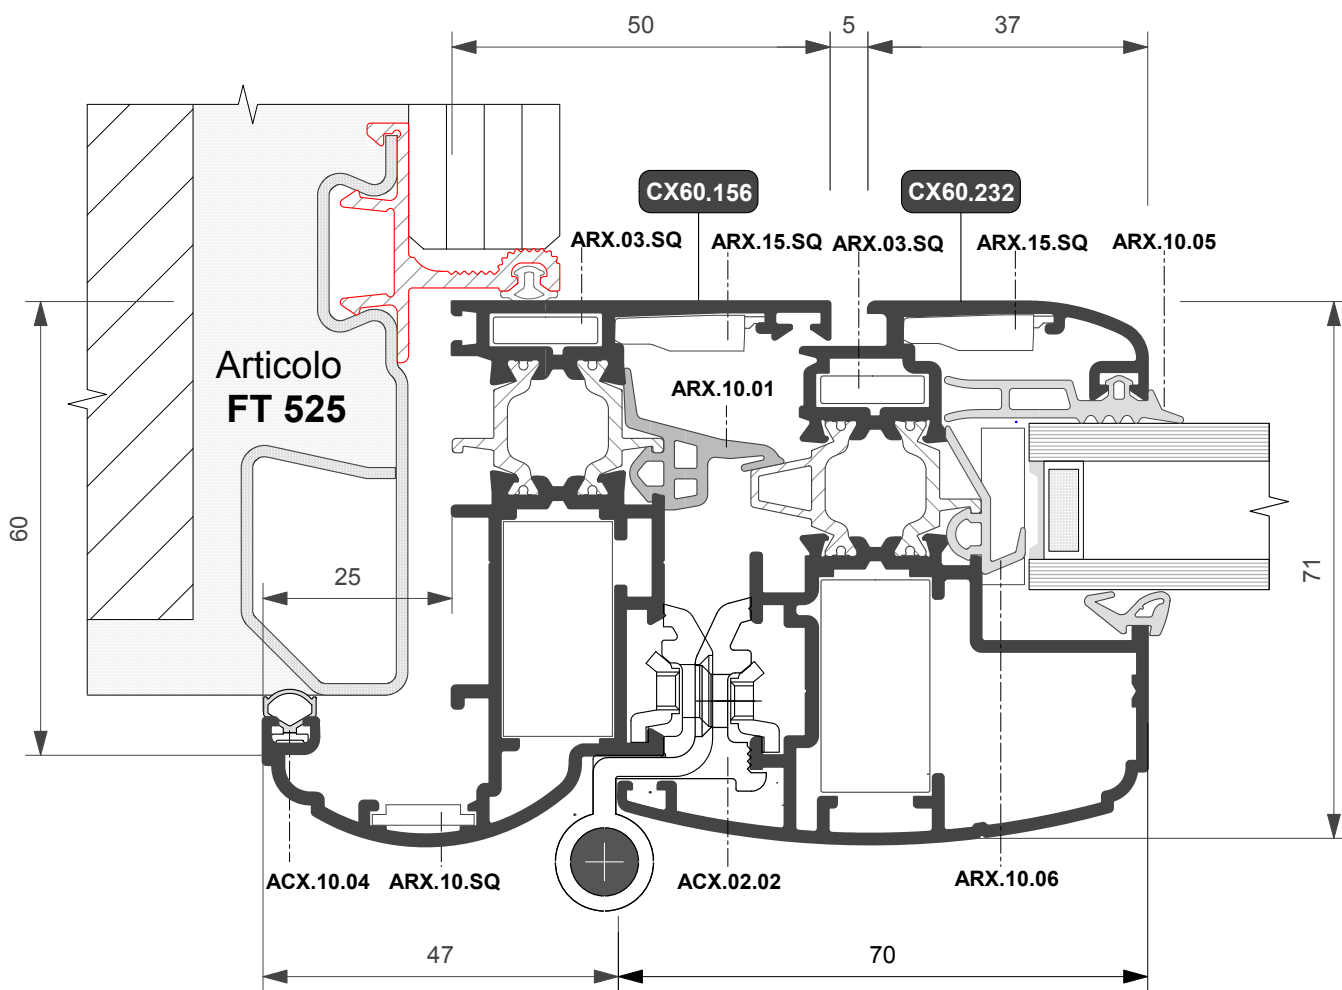 50 5 37
CX60.156 CX60.232
ARX.03.SQ ARX.15.SQ ARX.03.SQ ARX.15.SQ ARX.10.05
Articolo
FT 525
ARX.10.01
60
25
71
ACX.10.04 ARX.10.SQ ACX.02.02 ARX.10.06
47 70